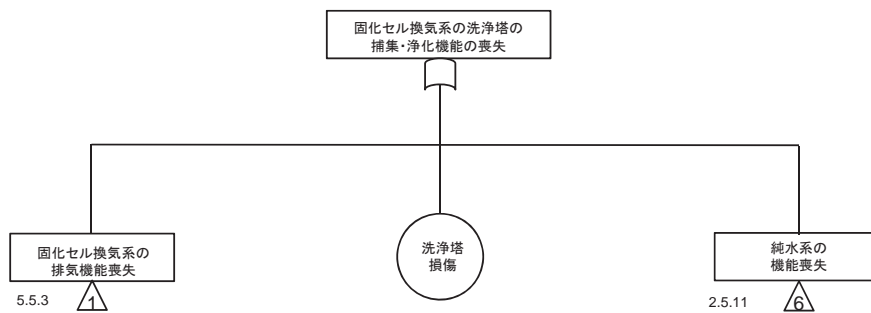 固化セル換気系の洗浄塔の
捕集・浄化機能の喪失
固化セル換気系の
排気機能喪失
5.5.3
1
洗浄塔
損傷
純水系の
機能喪失
2.5.11
6